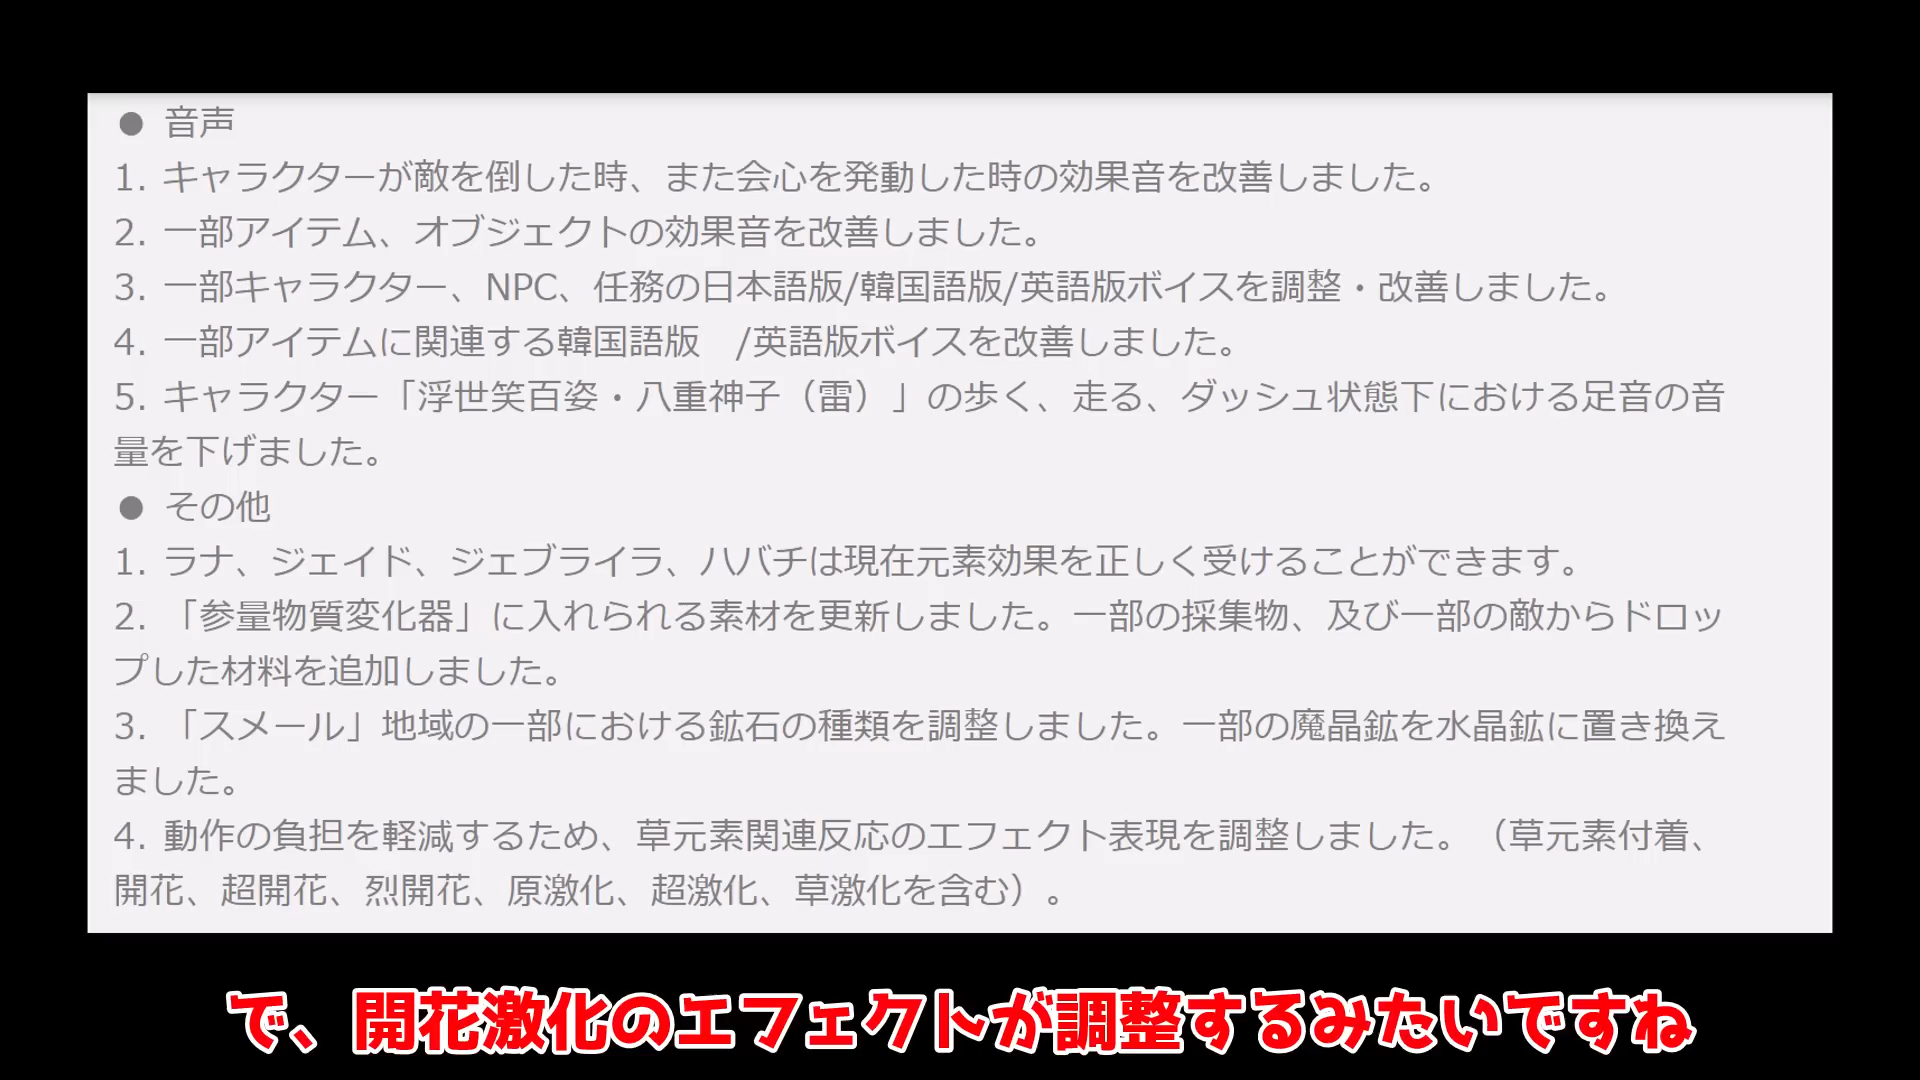 ● 音声
1. キャラクターが敵を倒した時、また会心を発動した時の効果音を改善しました。
2. 一部アイテム、オブジェクトの効果音を改善しました。
3. 一部キャラクター、NPC、任務の日本語版/韓国語版/英語版ボイスを調整・改善しました。
4. 一部アイテムに関連する韓国語版　/英語版ボイスを改善しました。
5. キャラクター「浮世笑百姿・八重神子（雷）」の歩く、走る、ダッシュ状態下における足音の音
量を下げました。
● その他
1. ラナ、ジェイド、ジェブライラ、ハバチは現在元素効果を正しく受けることができます。
2. 「参量物質変化器」に入れられる素材を更新しました。一部の採集物、及び一部の敵からドロッ
プした材料を追加しました。
3. 「スメール」地域の一部における鉱石の種類を調整しました。一部の魔晶鉱を水晶鉱に置き換え
ました。
4. 動作の負担を軽減するため、草元素関連反応のエフェクト表現を調整しました。（草元素付着、
開花、超開花、烈開花、原激化、超激化、草激化を含む）。
で、開花激化のエフェクトが調整するみたいですね